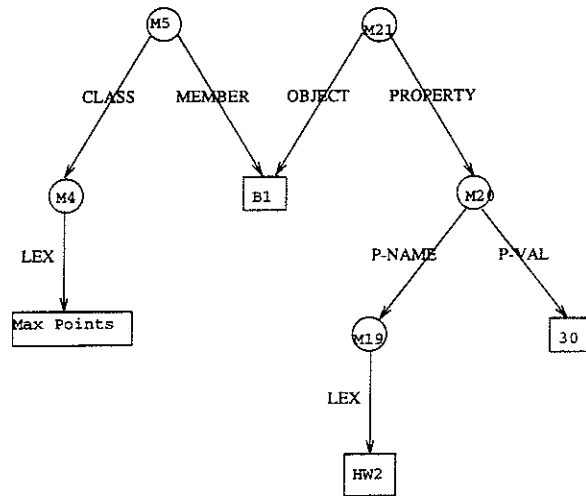 M5
M21
CLASS
MEMBER
OBJECT
PROPERTY
M4
B1
M20
LEX
P-NAME
P-VAL
Max Points
M19
30
LEX
HW2